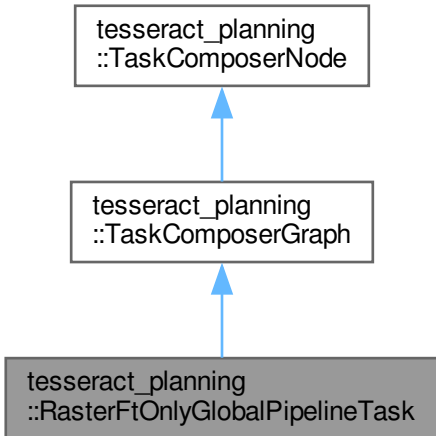 tesseract_planning
::TaskComposerNode
tesseract_planning
::TaskComposerGraph
tesseract_planning
::RasterFtOnlyGlobalPipelineTask